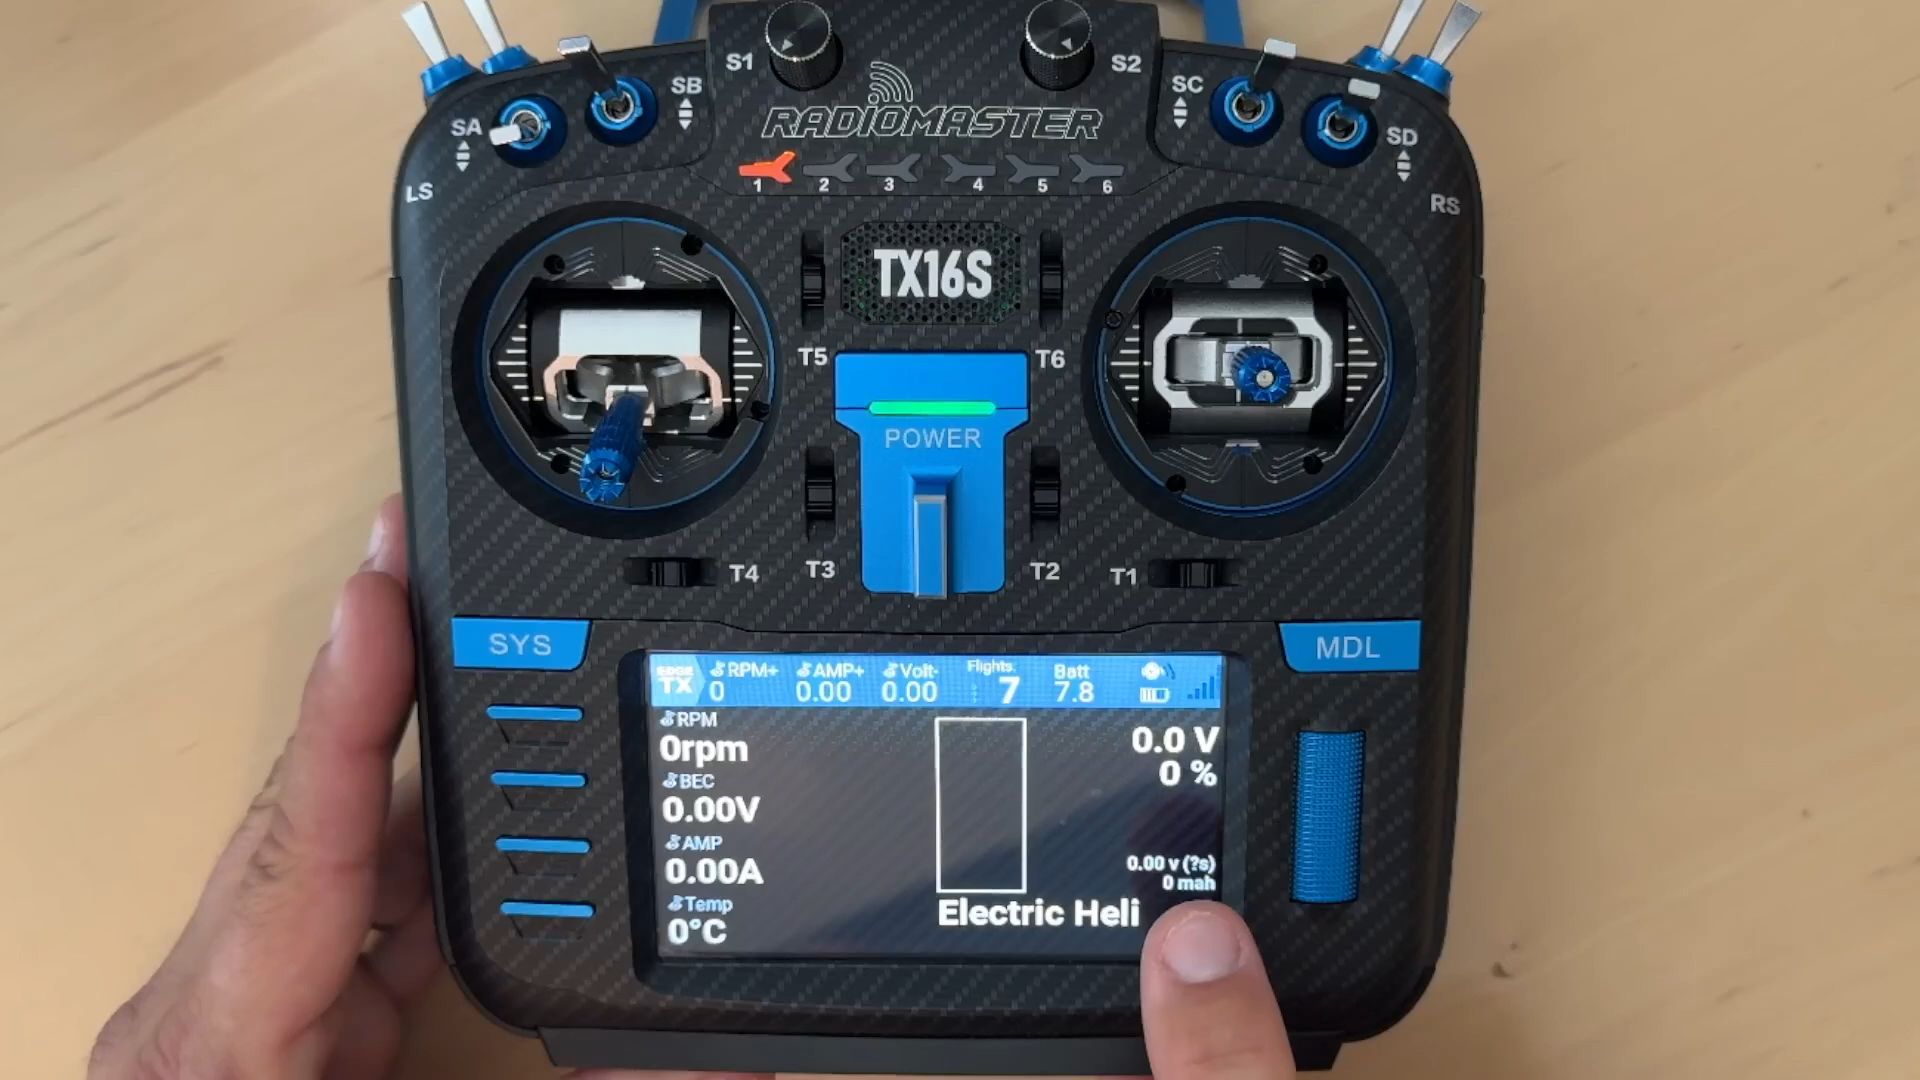 S1
S2
SB
SC
SA
SD
RADIOMASTER
LS
RS
1 2 3 4 5 6
TX16S
T5
T6
POWER
T4
T3
T2
T1
SYS
MDL
EDGE
TX
RPM+
0
AMP+
0.00
Volt-
0.00
Flights
7
Batt
7.8
RPM
0rpm
BEC
0.00V
AMP
0.00A
Temp
0°C
0.0 V
0 %
0.00 v (?s)
0 mah
Electric Heli